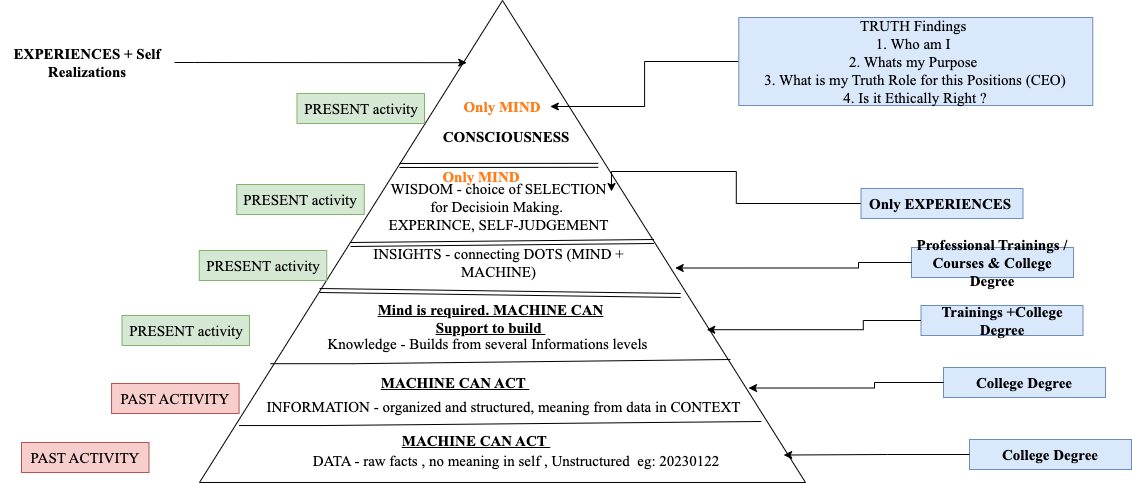 EXPERIENCES + Self
Realizations
TRUTH Findings
1. Who am I
2. Whats my Purpose
3. What is my Truth Role for this Positions (CEO)
4. Is it Ethically Right ?
PRESENT activity
Only MIND
CONSCIOUSNESS
PRESENT activity
Only MIND
WISDOM - choice of SELECTION
for Decisioin Making.
EXPERINCE, SELF-JUDGEMENT
Only EXPERIENCES
PRESENT activity
INSIGHTS - connecting DOTS (MIND +
MACHINE)
Professional Trainings /
Courses & College
Degree
PRESENT activity
Mind is required. MACHINE CAN
Support to build
Knowledge - Builds from several Informations levels
Trainings +College
Degree
PAST ACTIVITY
MACHINE CAN ACT
INFORMATION - organized and structured, meaning from data in CONTEXT
College Degree
PAST ACTIVITY
MACHINE CAN ACT
DATA - raw facts , no meaning in self , Unstructured eg: 20230122
College Degree